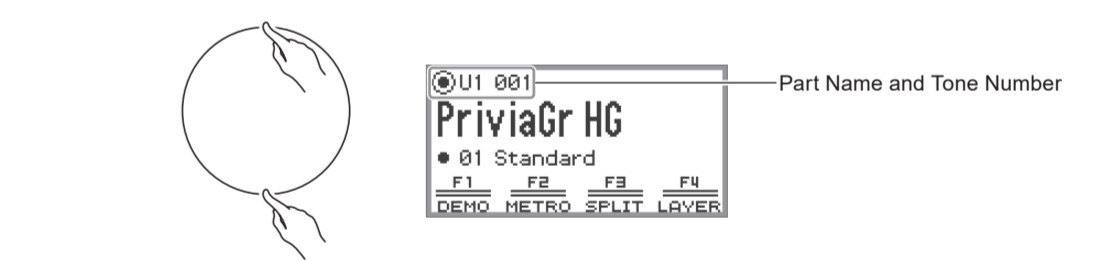 U1 001
Part Name and Tone Number
PriviaGr HG
01 Standard
F1 F2 F3 F4
DEMO METRO SPLIT LAYER